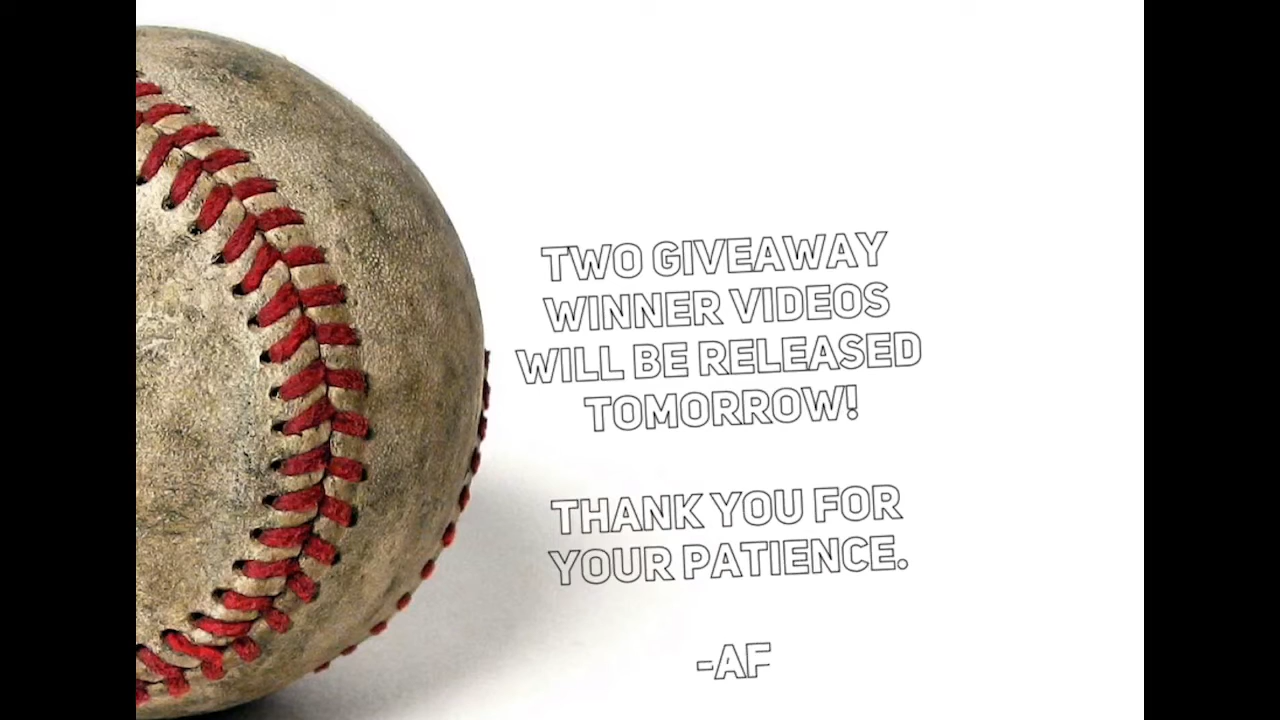 TWO GIVEAWAY
WINNER VIDEOS
WILL BE RELEASED
TOMORROW!
THANK YOU FOR
YOUR PATIENCE.
-AF